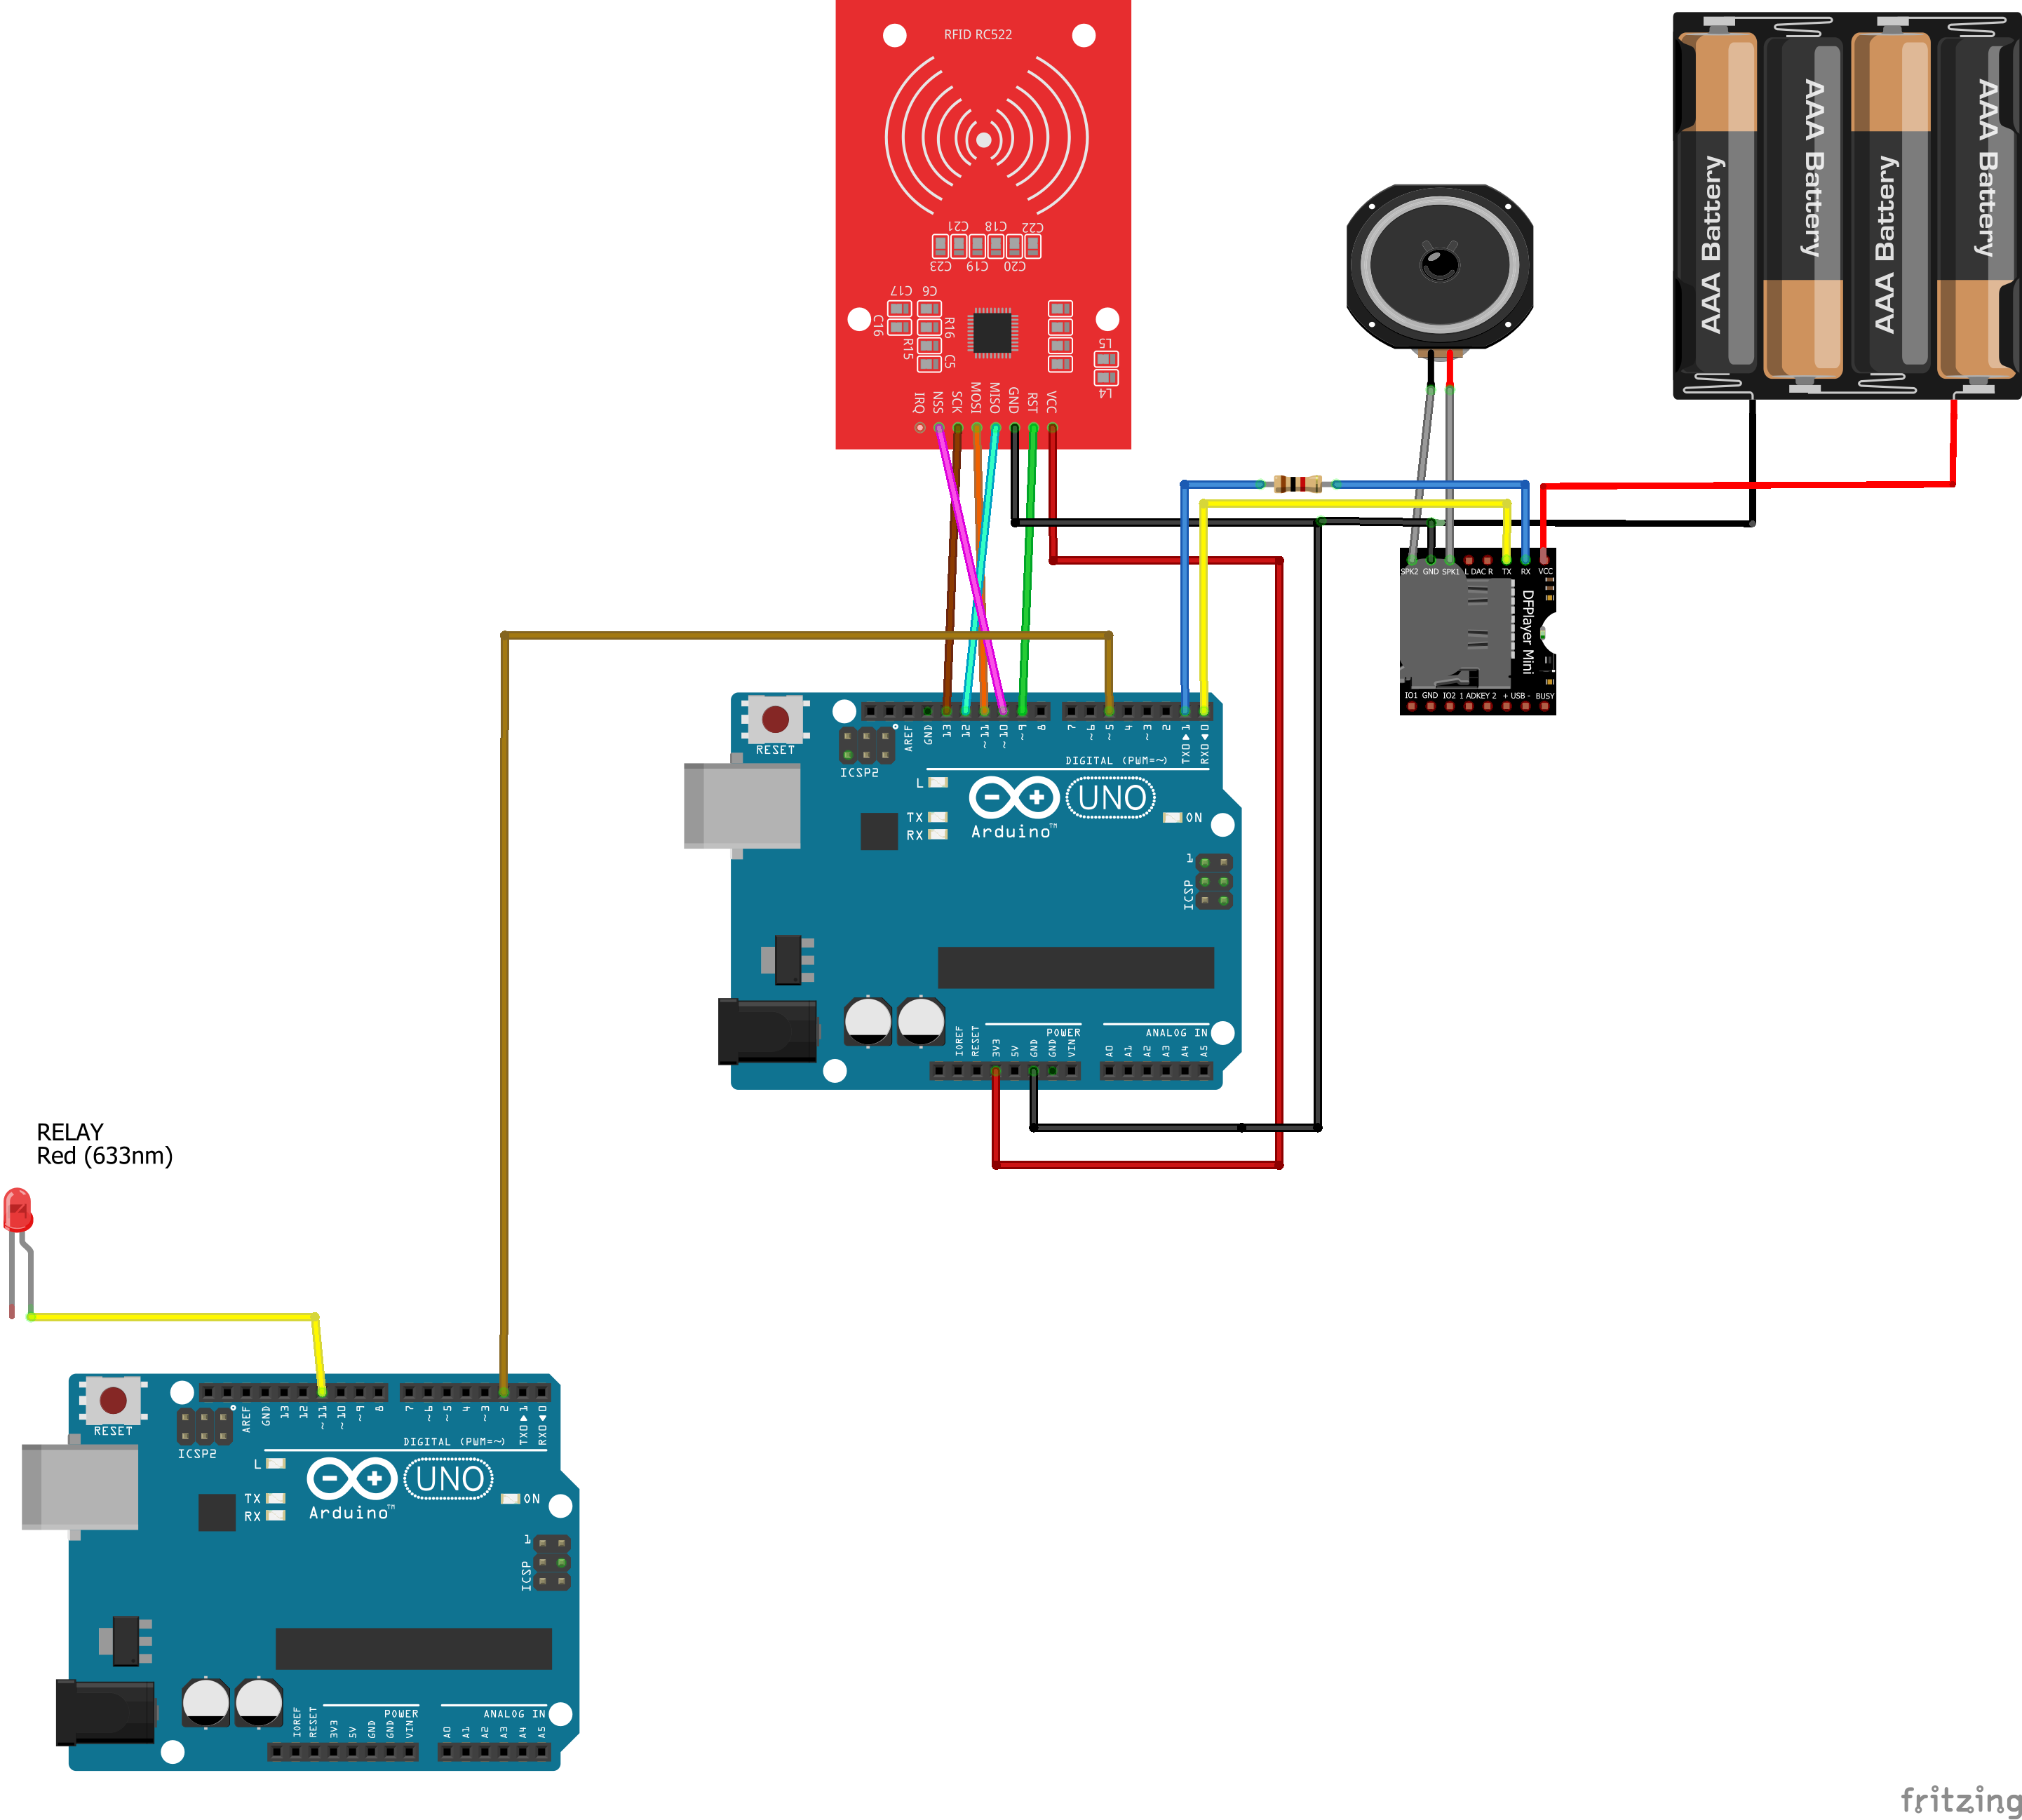 RFID RC522
C21
C18
C22
C23
C19
C20
C17
C6
C16
R16
R15
C5
L5
L4
IRQ
NSS
SCK
MOSI
MISO
GND
RST
VCC
AAA Battery
AAA Battery
AAA Battery
AAA Battery
SPK2 GND SPK1 L DAC R TX RX VCC
DFPlayer Mini
IO1 GND IO2 1 ADKEY 2 + USB - BUSY
RESET
ICSP2
AREF
GND
13
12
~11
~10
~9
8
7
~6
~5
4
~3
2
TX0 ▶ 1
RX0 ◀ 0
DIGITAL (PWM=~)
L
TX
RX
Arduino™
UNO
ON
1
ICSP
POWER
ANALOG IN
IOREF
RESET
3V3
5V
GND
GND
VIN
A0
A1
A2
A3
A4
A5
RELAY
Red (633nm)
RESET
ICSP2
AREF
GND
13
12
~11
~10
~9
8
7
~6
~5
4
~3
2
TX0 ▶ 1
RX0 ◀ 0
DIGITAL (PWM=~)
L
TX
RX
Arduino™
UNO
ON
1
ICSP
POWER
ANALOG IN
IOREF
RESET
3V3
5V
GND
GND
VIN
A0
A1
A2
A3
A4
A5
fritzing